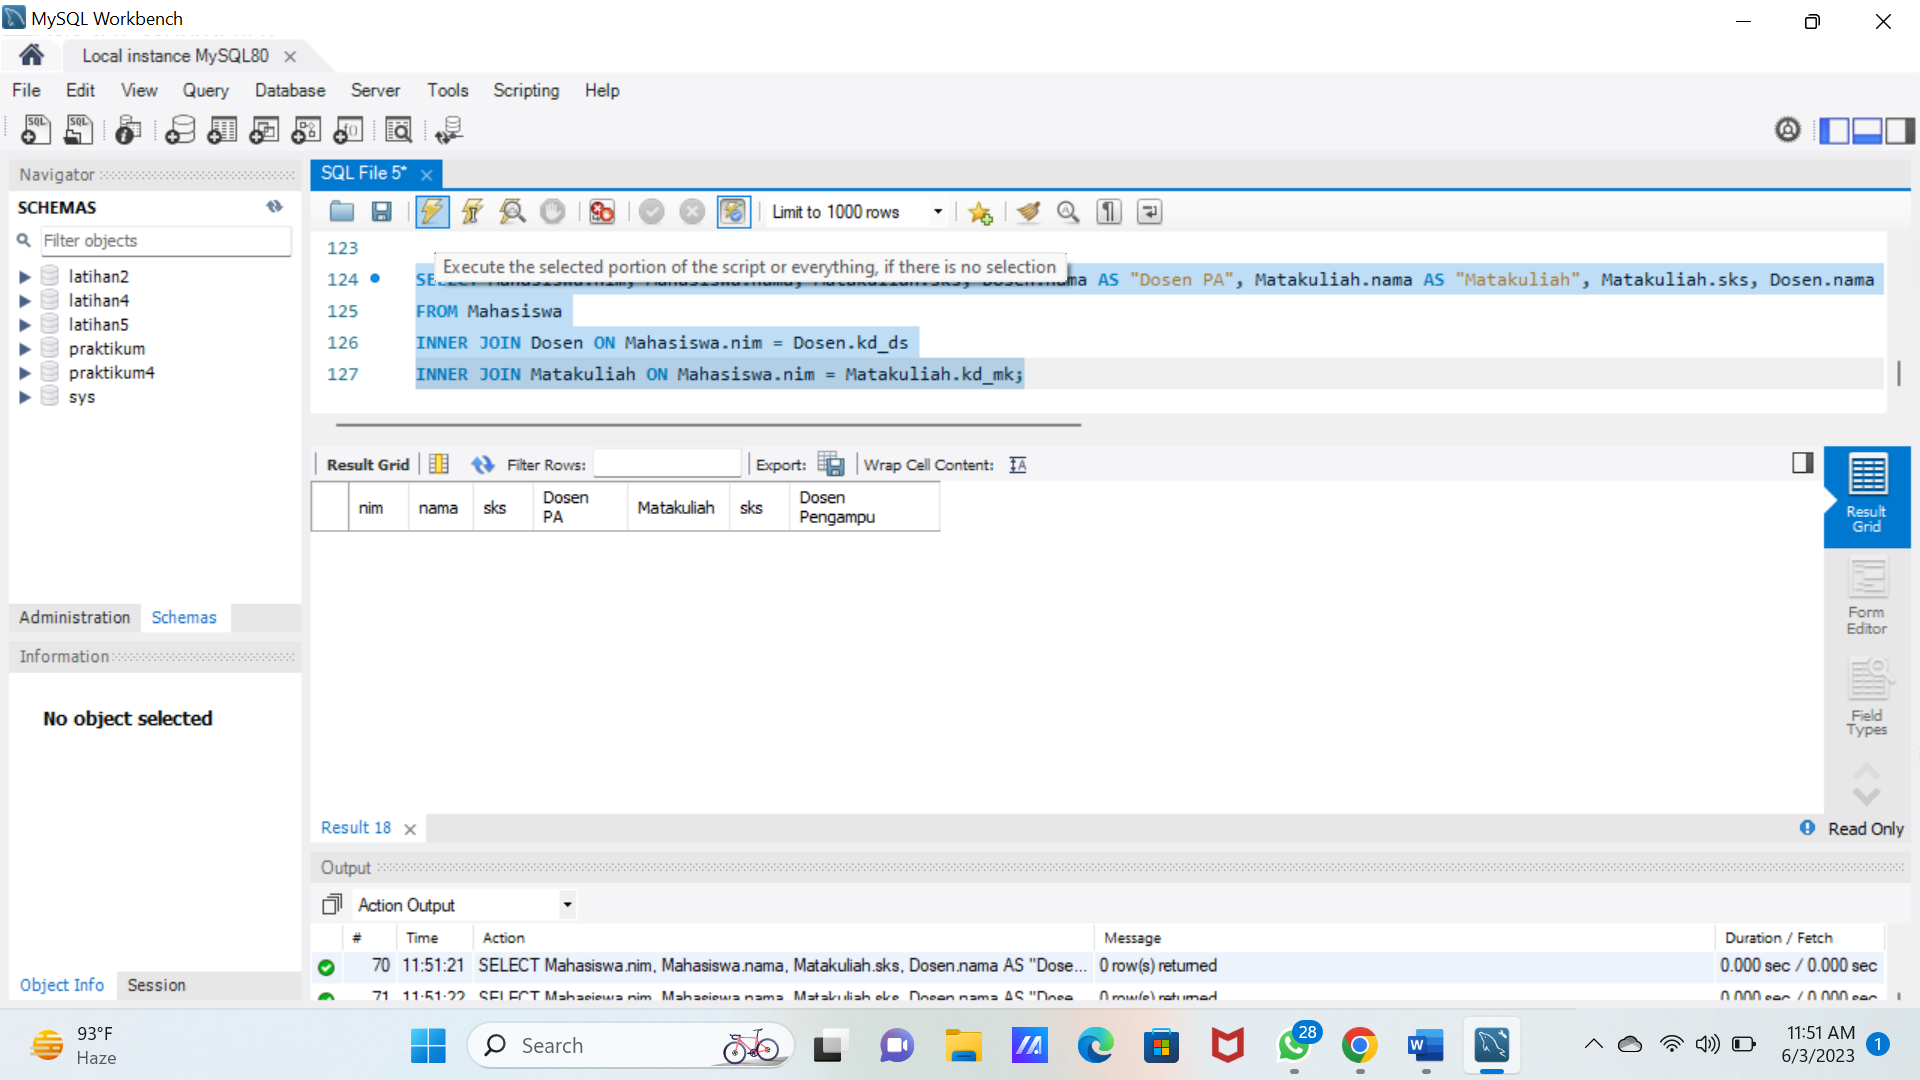 MySQL Workbench
Local instance MySQL80
File Edit View Query Database Server Tools Scripting Help
Navigator
SQL File 5*
SCHEMAS
Filter objects
Limit to 1000 rows
latihan2
latihan4
latihan5
praktikum
praktikum4
sys
123
Execute the selected portion of the script or everything, if there is no selection
124 AS "Dosen PA", Matakuliah.nama AS "Matakuliah", Matakuliah.sks, Dosen.nama
125 FROM Mahasiswa
126 INNER JOIN Dosen ON Mahasiswa.nim = Dosen.kd_ds
127 INNER JOIN Matakuliah ON Mahasiswa.nim = Matakuliah.kd_mk;
Result Grid Filter Rows: Export: Wrap Cell Content:
nim nama sks Dosen PA Matakuliah sks Dosen Pengampu
Result Grid
Form Editor
Field Types
Administration Schemas
Information
No object selected
Result 18
Read Only
Output
Action Output
# Time Action Message Duration / Fetch
70 11:51:21 SELECT Mahasiswa.nim, Mahasiswa.nama, Matakuliah.sks, Dosen.nama AS "Dose... 0 row(s) returned 0.000 sec / 0.000 sec
71 11:51:22 SELECT Mahasiswa.nim, Mahasiswa.nama, Matakuliah.sks, Dosen.nama AS "Dose... 0 row(s) returned 0.000 sec / 0.000 sec
Object Info Session
93°F
Haze
Search
28
11:51 AM
6/3/2023
1